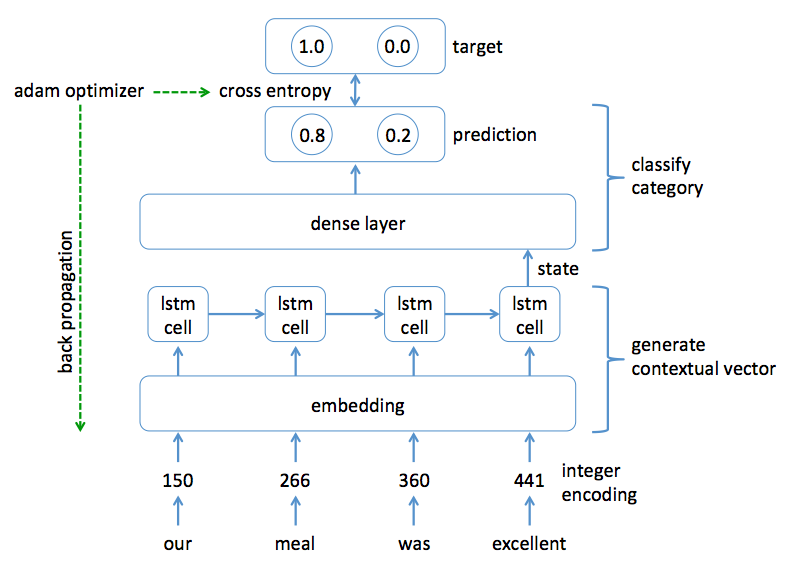 1.0 0.0 target
adam optimizer cross entropy
0.8 0.2 prediction
classify
category
dense layer
state
lstm
cell
lstm
cell
lstm
cell
lstm
cell
back propagation
generate
contextual vector
embedding
150 266 360 441
integer
encoding
our meal was excellent